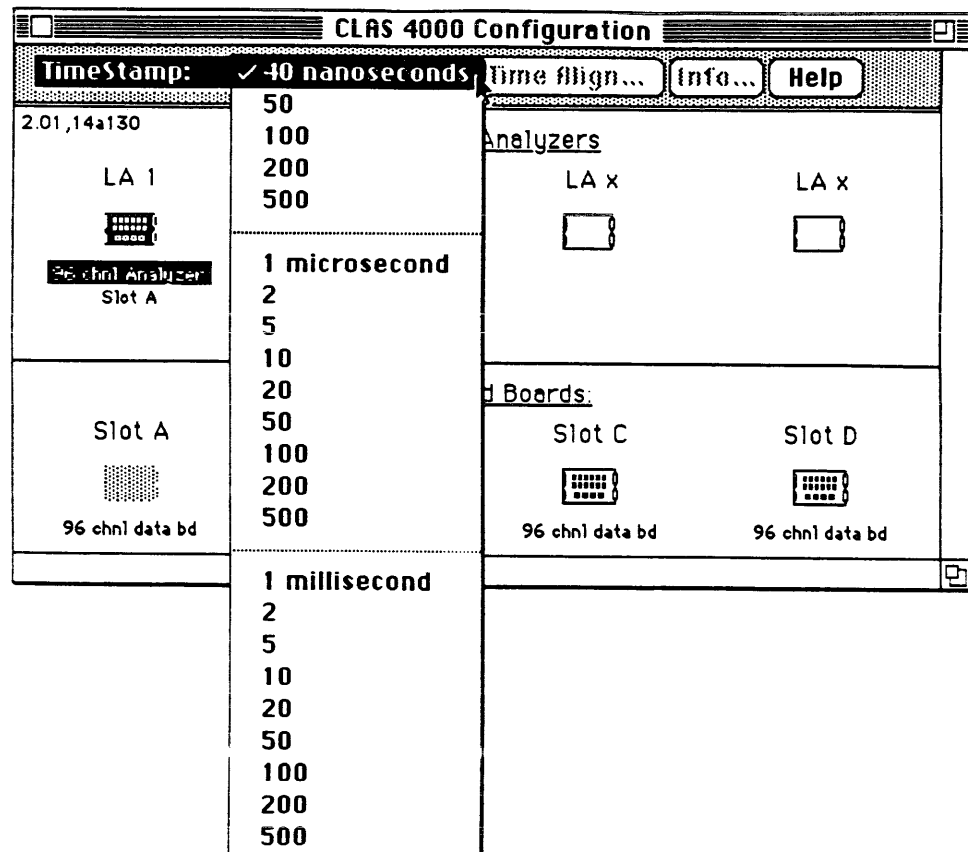 CLAS 4000 Configuration
TimeStamp: ✓ 40 nanoseconds Time Align... Info... Help
50
100
200
500
1 microsecond
2
5
10
20
50
100
200
500
1 millisecond
2
5
10
20
50
100
200
500
2.01,14a130
LA 1
96 chnl Analyzer
Slot A
Analyzers
LA x
LA x
Slot A
96 chnl data bd
d Boards:
Slot C
96 chnl data bd
Slot D
96 chnl data bd